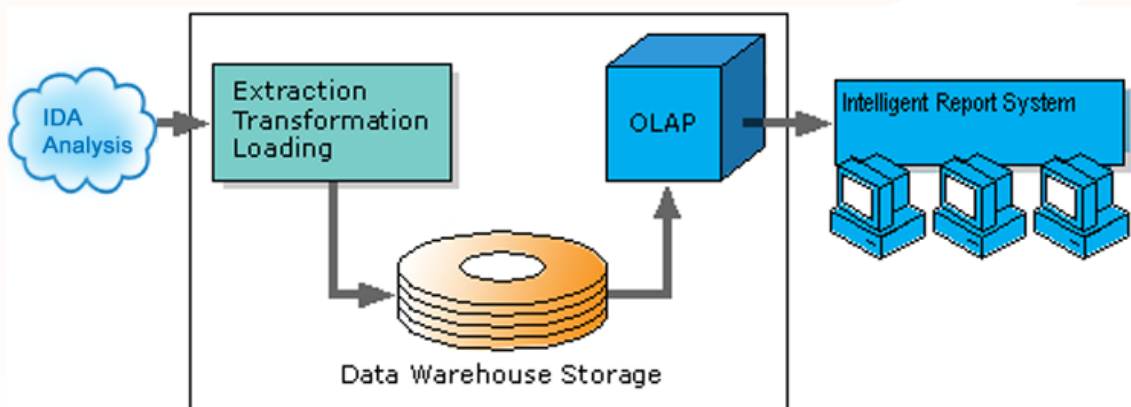 IDA
Analysis
Extraction
Transformation
Loading
OLAP
Intelligent Report System
Data Warehouse Storage